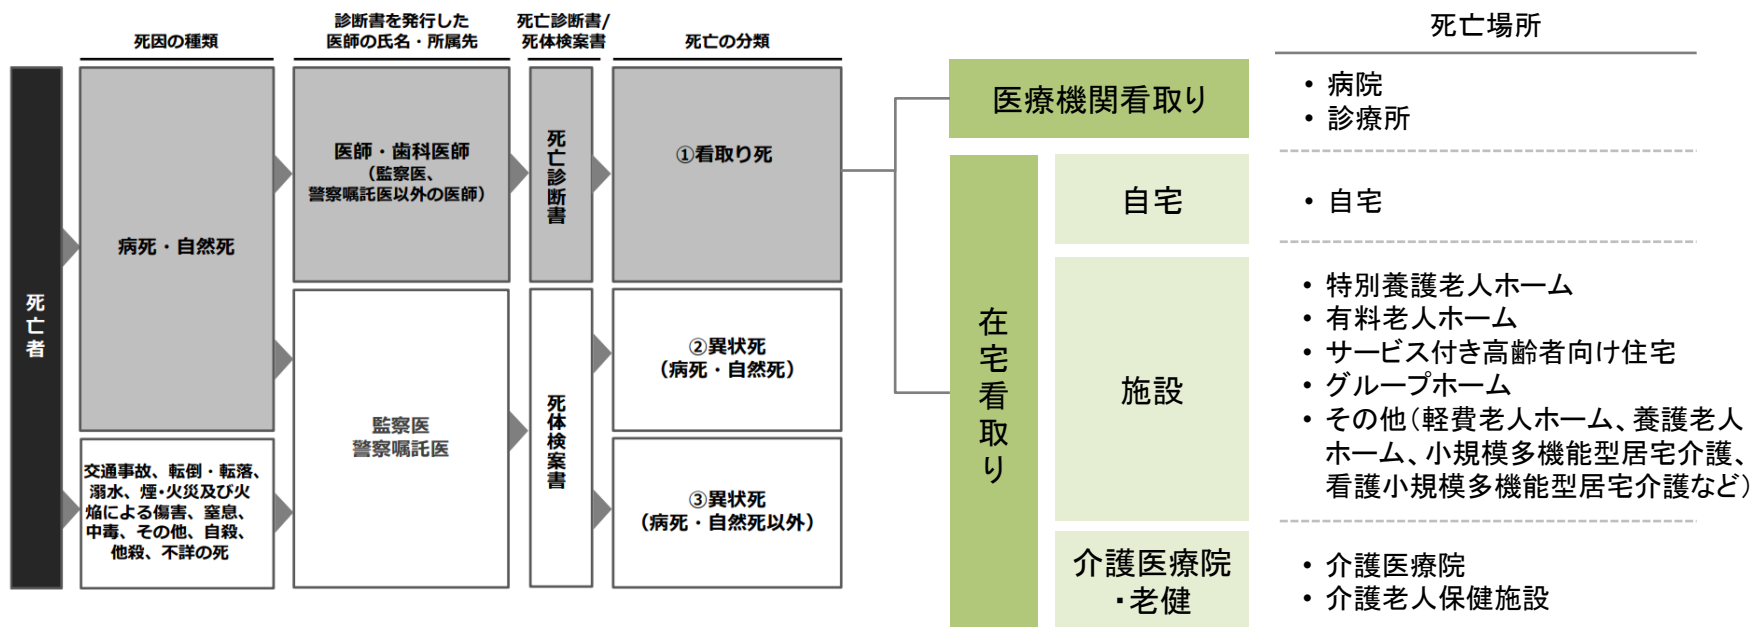 死因の種類
診断書を発行した
医師の氏名・所属先
死亡診断書/
死体検案書
死亡の分類
死亡場所
死亡者
病死・自然死
交通事故、転倒・転落、
溺水、煙・火災及び火
焔による傷害、窒息、
中毒、その他、自殺、
他殺、不詳の死
医師・歯科医師
（監察医、
警察嘱託医以外の医師）
監察医
警察嘱託医
死亡診断書
死体検案書
①看取り死
②異状死
（病死・自然死）
③異状死
（病死・自然死以外）
医療機関看取り
• 病院
• 診療所
在宅看取り
自宅
• 自宅
施設
• 特別養護老人ホーム
• 有料老人ホーム
• サービス付き高齢者向け住宅
• グループホーム
• その他（軽費老人ホーム、養護老人
ホーム、小規模多機能型居宅介護、
看護小規模多機能型居宅介護など）
介護医療院
・老健
• 介護医療院
• 介護老人保健施設